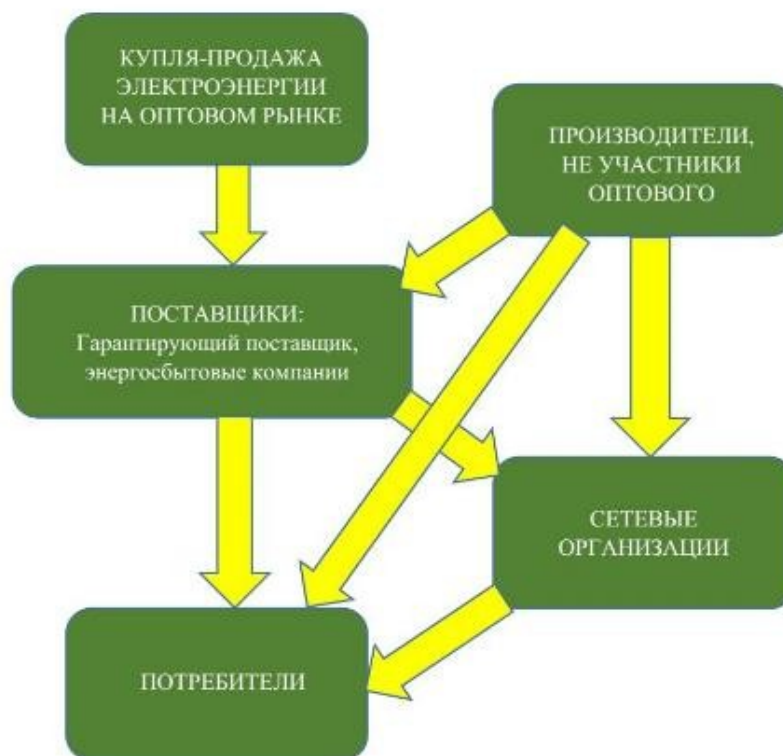 КУПЛЯ-ПРОДАЖА
ЭЛЕКТРОЭНЕРГИИ
НА ОПТОВОМ РЫНКЕ
ПРОИЗВОДИТЕЛИ,
НЕ УЧАСТНИКИ
ОПТОВОГО
ПОСТАВЩИКИ:
Гарантирующий поставщик,
энергосбытовые компании
СЕТЕВЫЕ
ОРГАНИЗАЦИИ
ПОТРЕБИТЕЛИ